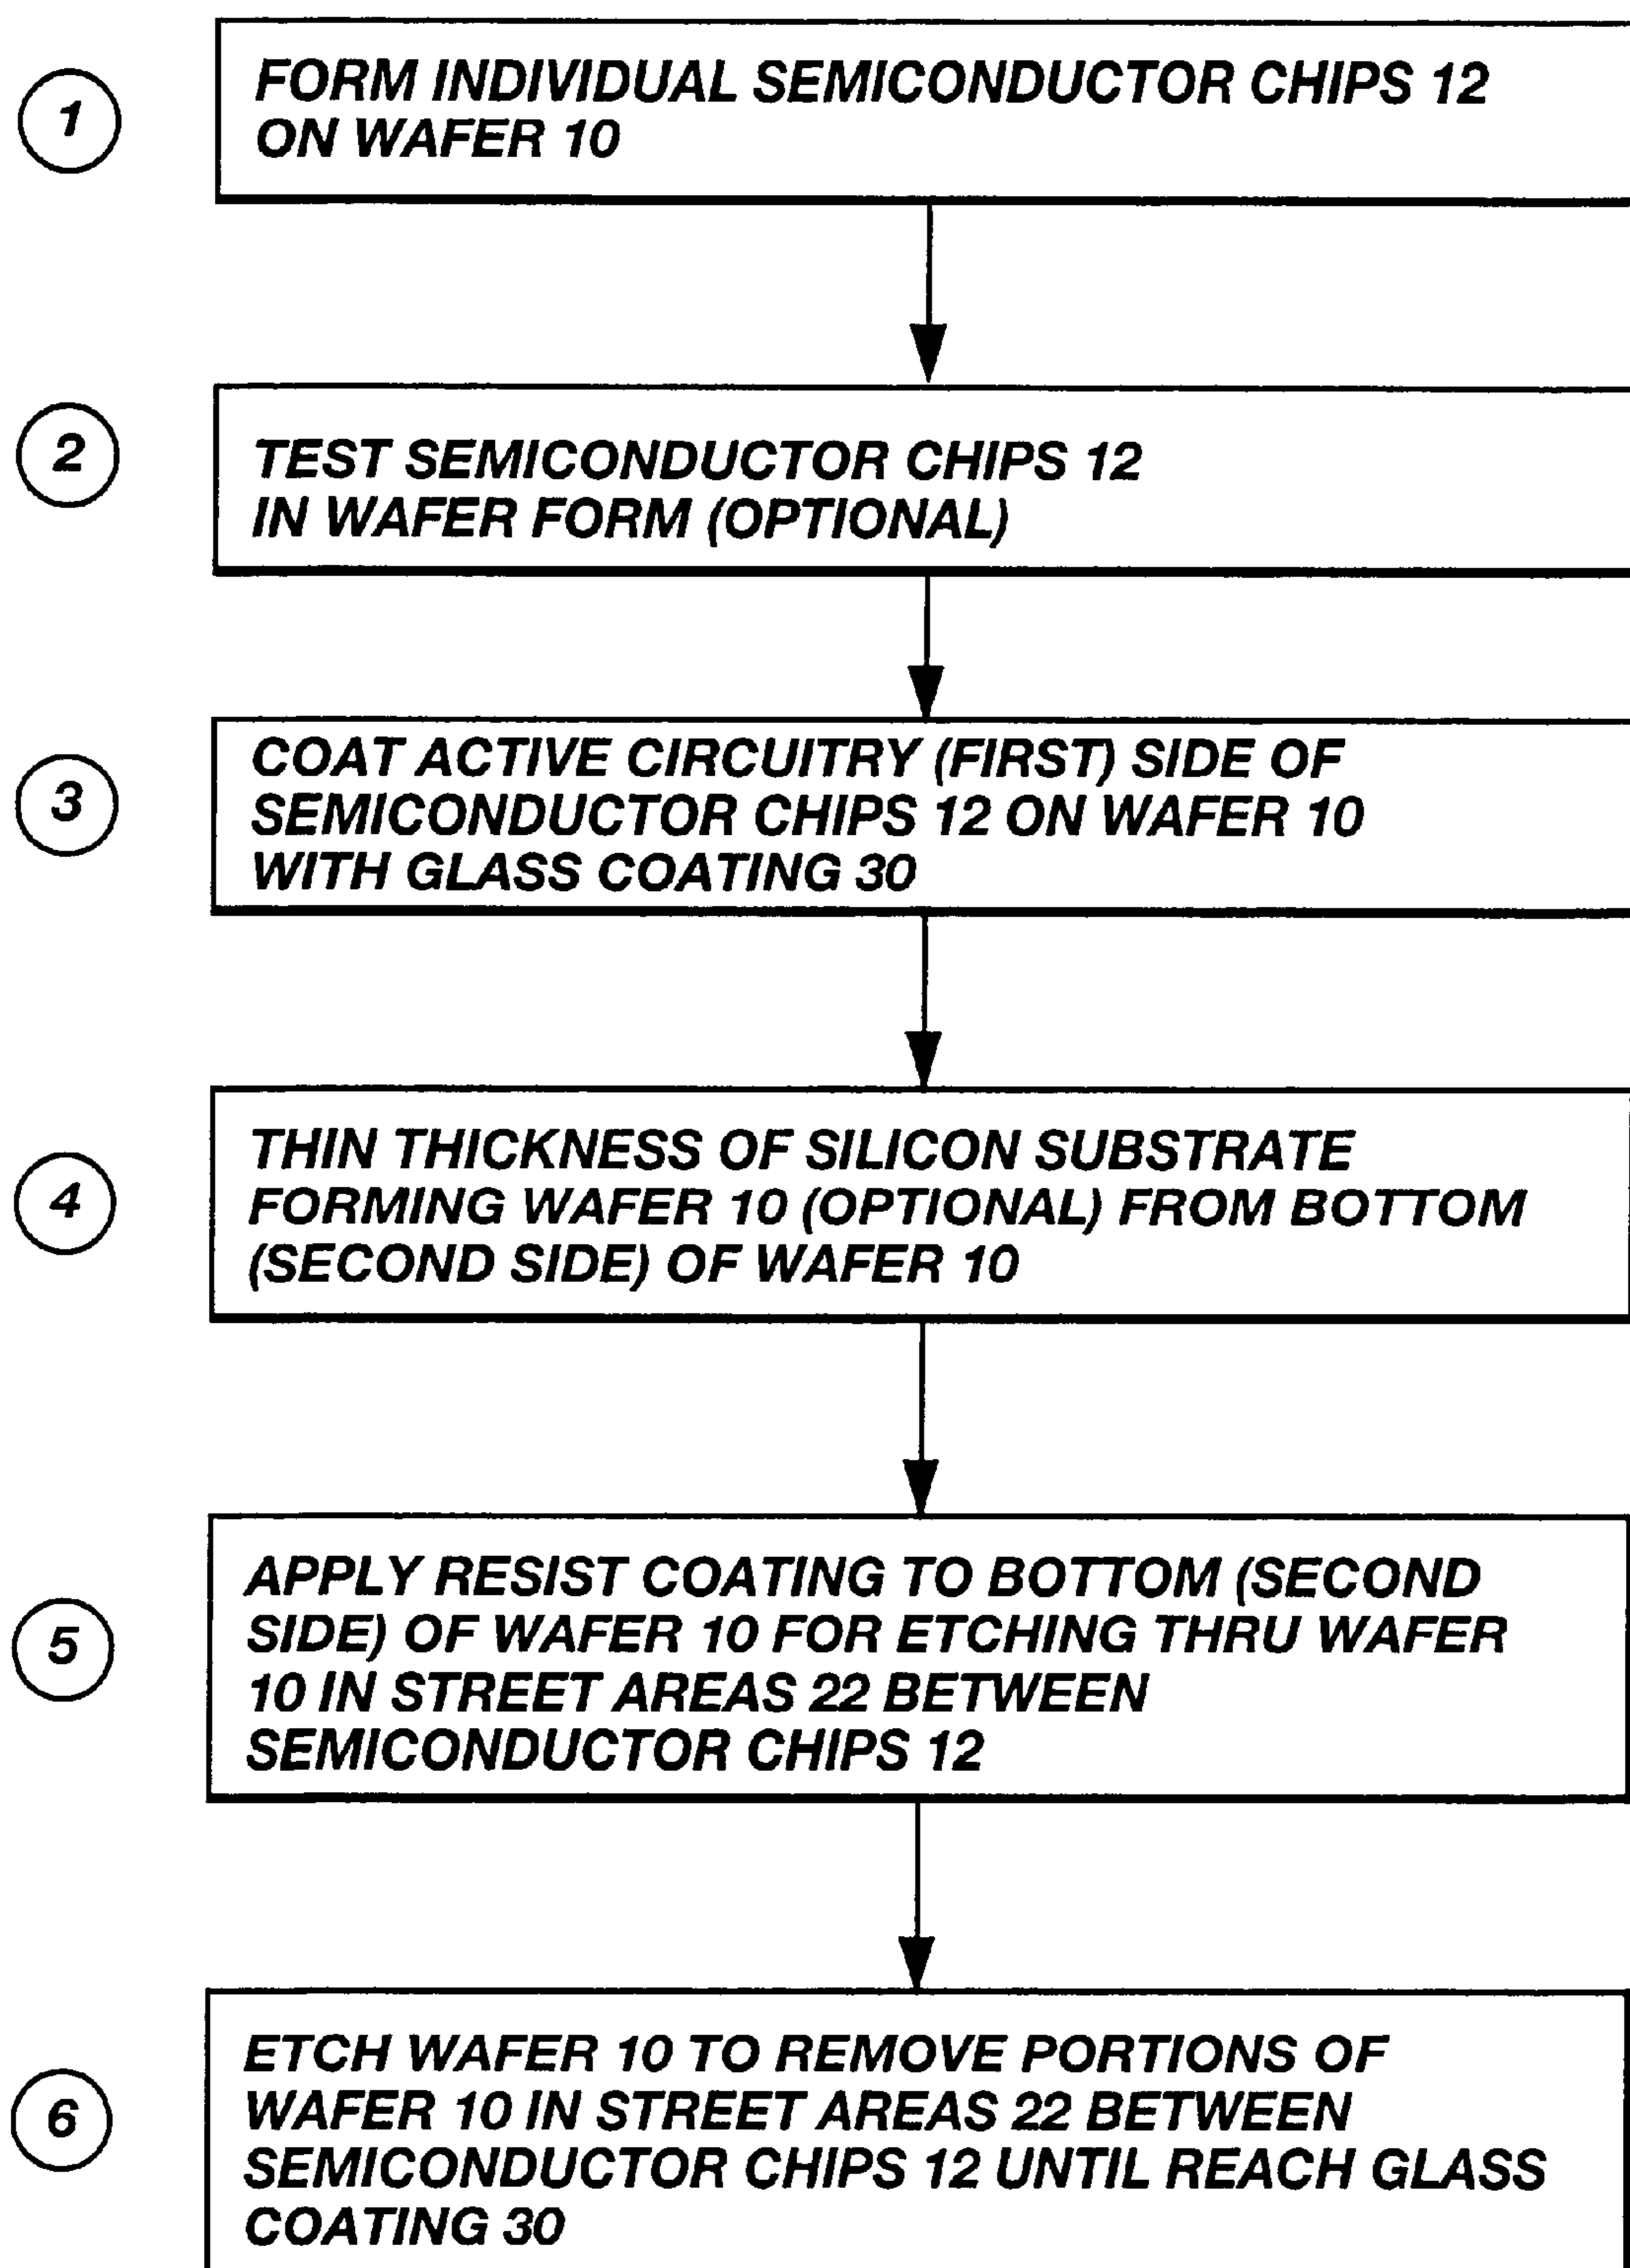 1
FORM INDIVIDUAL SEMICONDUCTOR CHIPS 12
ON WAFER 10
2
TEST SEMICONDUCTOR CHIPS 12
IN WAFER FORM (OPTIONAL)
3
COAT ACTIVE CIRCUITRY (FIRST) SIDE OF
SEMICONDUCTOR CHIPS 12 ON WAFER 10
WITH GLASS COATING 30
4
THIN THICKNESS OF SILICON SUBSTRATE
FORMING WAFER 10 (OPTIONAL) FROM BOTTOM
(SECOND SIDE) OF WAFER 10
5
APPLY RESIST COATING TO BOTTOM (SECOND
SIDE) OF WAFER 10 FOR ETCHING THRU WAFER
10 IN STREET AREAS 22 BETWEEN
SEMICONDUCTOR CHIPS 12
6
ETCH WAFER 10 TO REMOVE PORTIONS OF
WAFER 10 IN STREET AREAS 22 BETWEEN
SEMICONDUCTOR CHIPS 12 UNTIL REACH GLASS
COATING 30